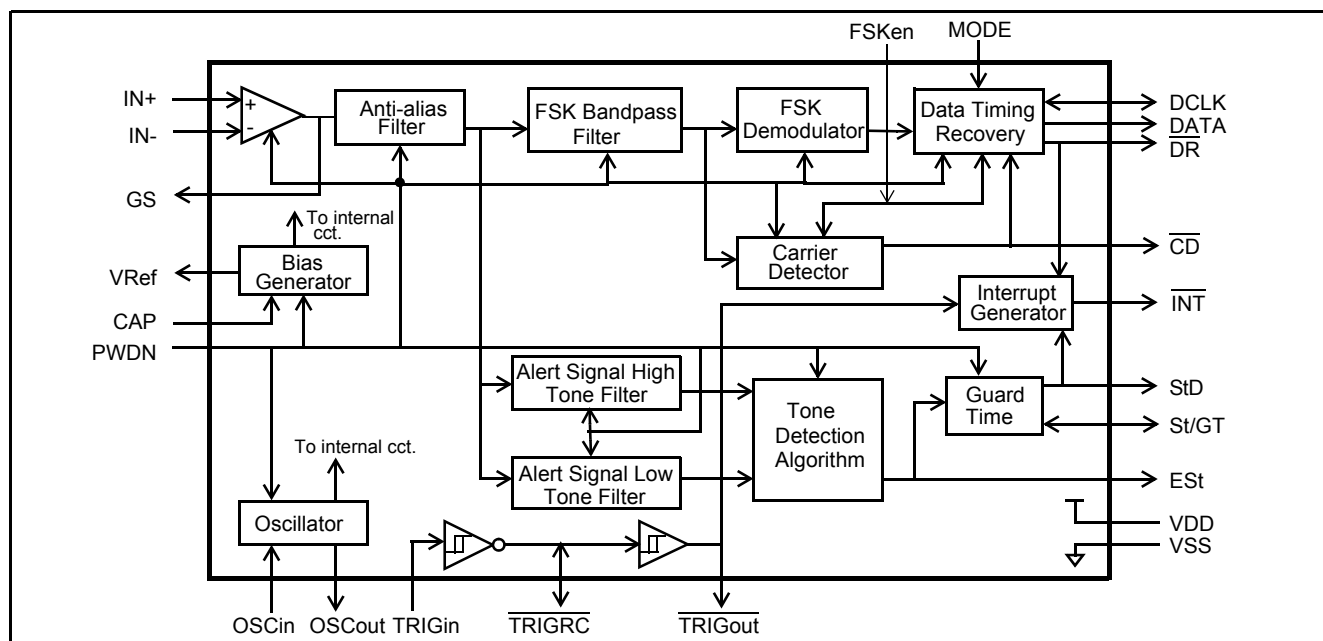 FSKen
MODE
IN+
IN-
+
-
Anti-alias
Filter
FSK Bandpass
Filter
FSK
Demodulator
Data Timing
Recovery
DCLK
DATA
DR
GS
To internal
cct.
Bias
Generator
VRef
CAP
PWDN
Carrier
Detector
CD
Interrupt
Generator
INT
Alert Signal High
Tone Filter
Alert Signal Low
Tone Filter
Tone
Detection
Algorithm
Guard
Time
StD
St/GT
ESt
To internal cct.
Oscillator
VDD
VSS
OSCin
OSCout
TRIGin
TRIGRC
TRIGout